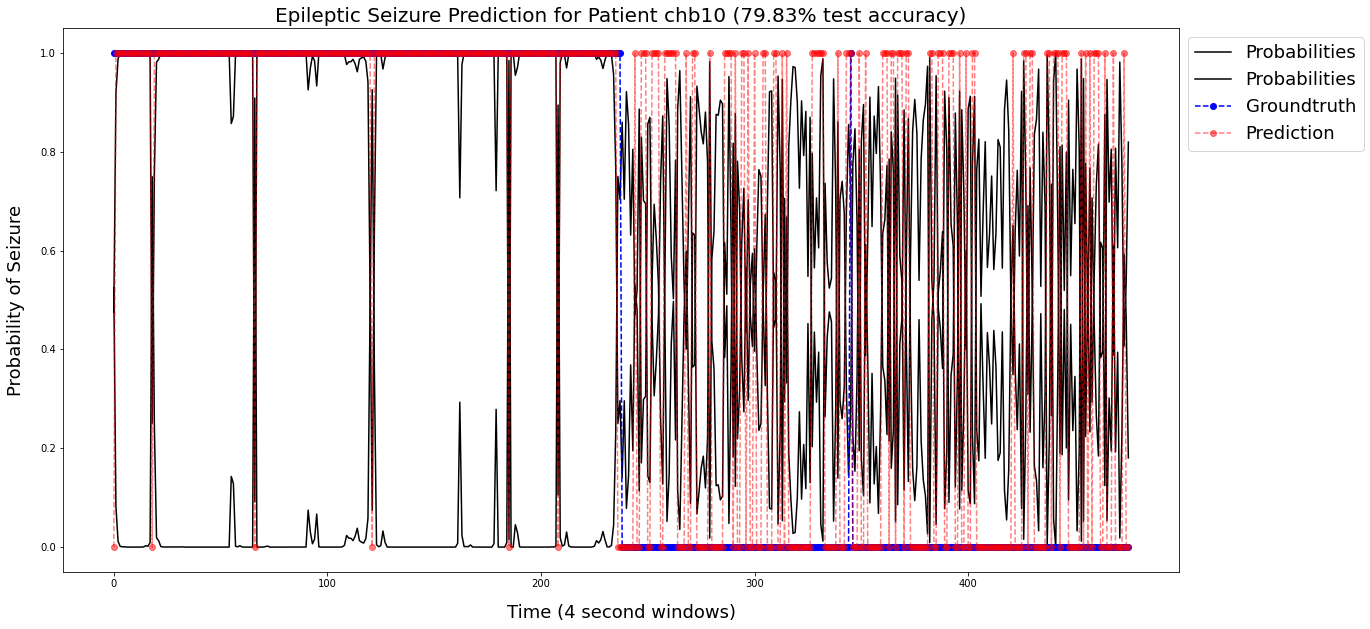 Epileptic Seizure Prediction for Patient chb10 (79.83% test accuracy)
Probabilities
Probabilities
Groundtruth
Prediction
Probability of Seizure
1.0
0.8
0.6
0.4
0.2
0.0
0 100 200 300 400
Time (4 second windows)